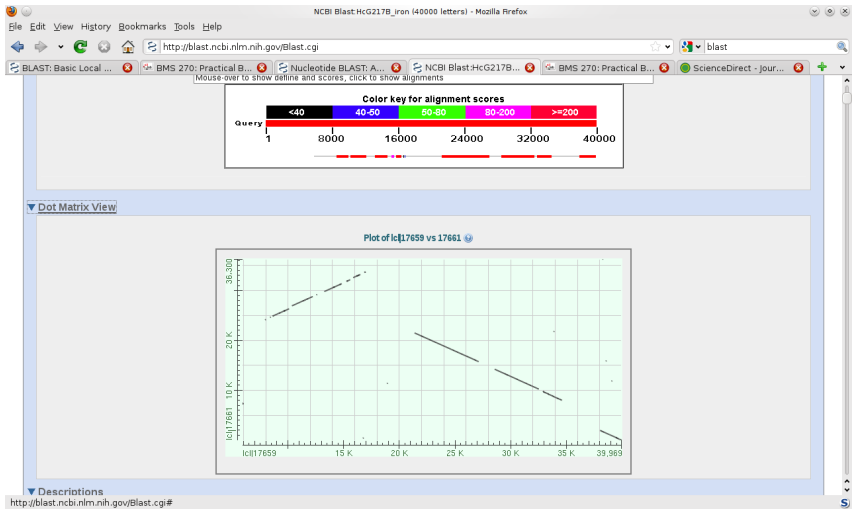 NCBI Blast:HcG217B_iron (40000 letters) - Mozilla Firefox
File Edit View History Bookmarks Tools Help
http://blast.ncbi.nlm.nih.gov/Blast.cgi
blast
BLAST: Basic Local ...
BMS 270: Practical B...
Nucleotide BLAST: A...
NCBI Blast:HcG217B...
BMS 270: Practical B...
ScienceDirect - Jour...
Mouse-over to show defline and scores, click to show alignments
Color key for alignment scores
<40 40-50 50-80 80-200 >=200
Query
1 8000 16000 24000 32000 40000
Dot Matrix View
Plot of lcl|17659 vs 17661
36,300
20 K
10 K
lcl|17661
lcl|17659 15 K 20 K 25 K 30 K 35 K 39,969
Descriptions
http://blast.ncbi.nlm.nih.gov/Blast.cgi#